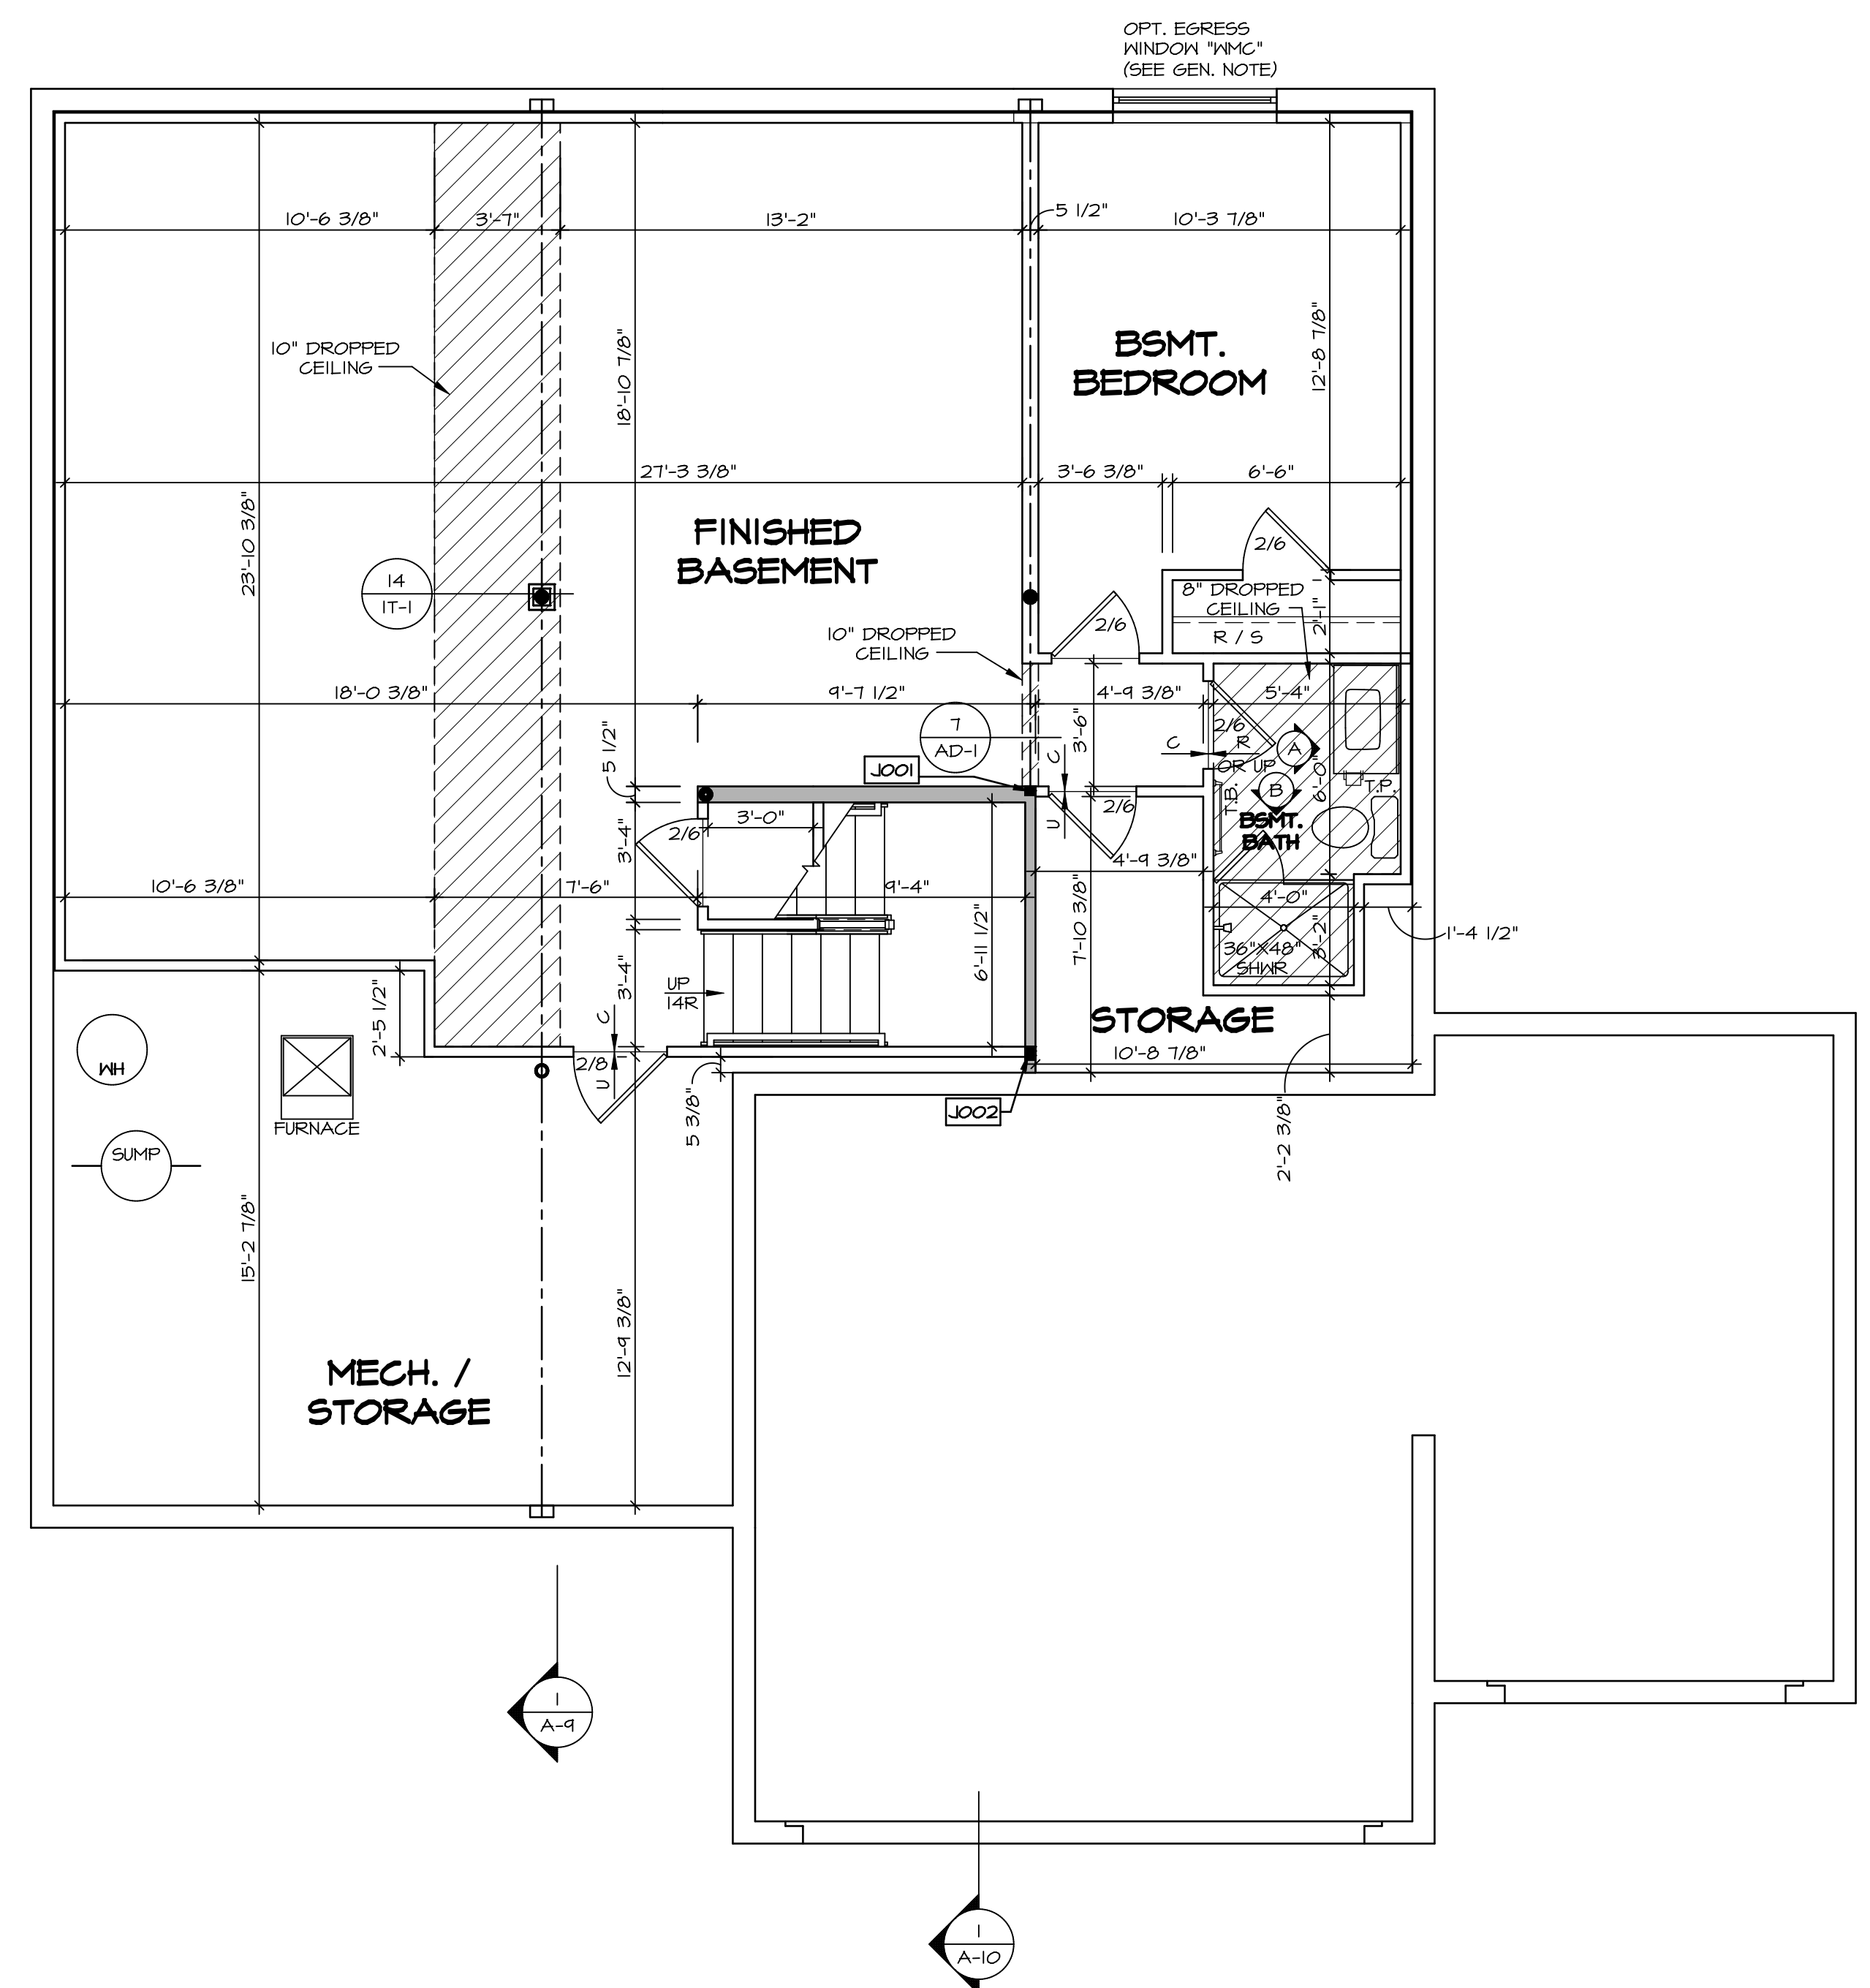 OPT. EGRESS
WINDOW "WMC"
(SEE GEN. NOTE)
10'-6 3/8"
3'-7"
13'-2"
5 1/2"
10'-3 7/8"
10" DROPPED
CEILING
18'-10 7/8"
BSMT.
BEDROOM
12'-8 7/8"
27'-3 3/8"
3'-6 3/8"
6'-6"
23'-10 3/8"
FINISHED
BASEMENT
2/6
14
1T-1
8" DROPPED
CEILING
2'-1"
R / S
2/6
10" DROPPED
CEILING
18'-0 3/8"
9'-7 1/2"
4'-9 3/8"
5'-4"
7
AD-1
3'-6"
2/6
C
R
OR UP
A
5 1/2"
J001
C
U
6'-0"
T.P.
T.B.
B
BSMT.
BATH
2/6
3'-0"
2/6
3'-4"
4'-9 3/8"
10'-6 3/8"
7'-6"
9'-4"
4'-0"
1'-4 1/2"
6'-11 1/2"
7'-10 3/8"
3'-2"
36"X48"
SHWR
UP
14R
3'-4"
2'-5 1/2"
C
U
2/8
STORAGE
10'-8 7/8"
WH
FURNACE
SUMP
5 3/8"
J002
2'-2 3/8"
15'-2 7/8"
12'-9 3/8"
MECH. /
STORAGE
1
A-9
1
A-10